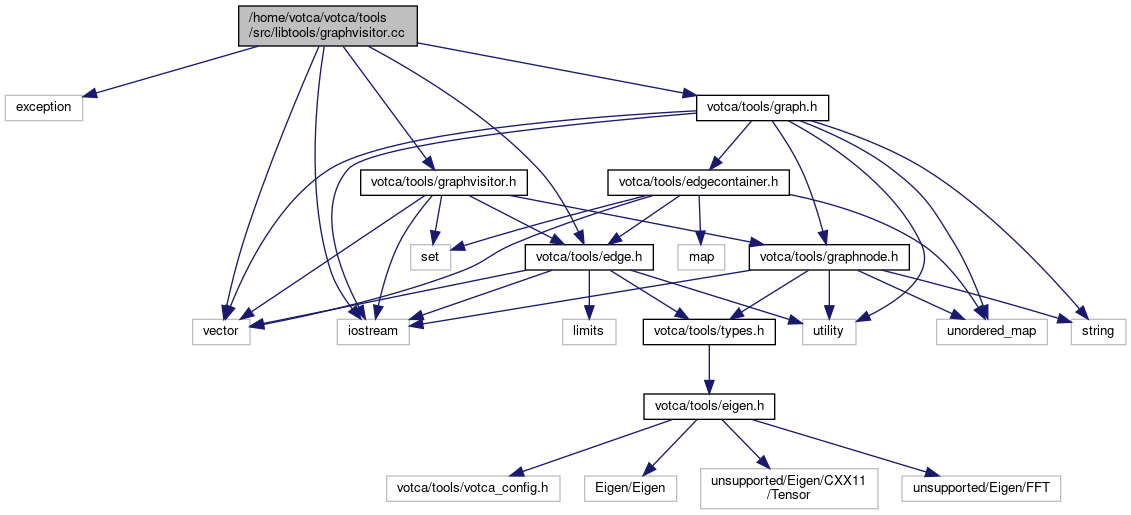 /home/votca/votca/tools
/src/libtools/graphvisitor.cc
exception
votca/tools/graph.h
votca/tools/graphvisitor.h
votca/tools/edgecontainer.h
set
votca/tools/edge.h
map
votca/tools/graphnode.h
vector
iostream
limits
votca/tools/types.h
utility
unordered_map
string
votca/tools/eigen.h
votca/tools/votca_config.h
Eigen/Eigen
unsupported/Eigen/CXX11
/Tensor
unsupported/Eigen/FFT